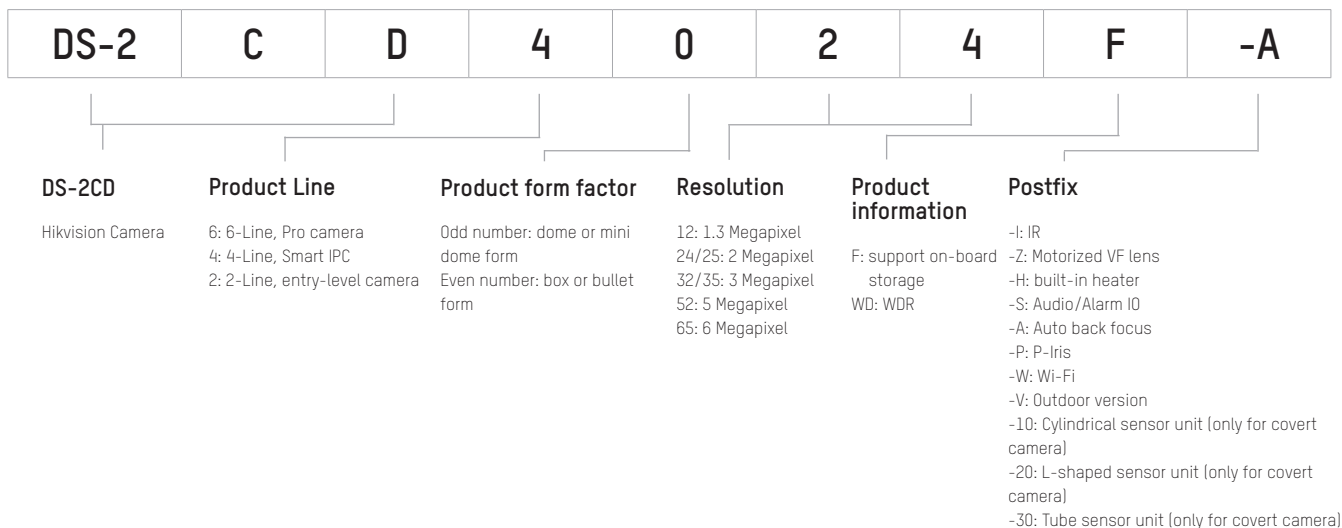 DS-2 C D 4 0 2 4 F -A
DS-2CD
Hikvision Camera
Product Line
6: 6-Line, Pro camera
4: 4-Line, Smart IPC
2: 2-Line, entry-level camera
Product form factor
Odd number: dome or mini
dome form
Even number: box or bullet
form
Resolution
12: 1.3 Megapixel
24/25: 2 Megapixel
32/35: 3 Megapixel
52: 5 Megapixel
65: 6 Megapixel
Product
information
F: support on-board
storage
WD: WDR
Postfix
-I: IR
-Z: Motorized VF lens
-H: built-in heater
-S: Audio/Alarm IO
-A: Auto back focus
-P: P-Iris
-W: Wi-Fi
-V: Outdoor version
-10: Cylindrical sensor unit (only for covert
camera)
-20: L-shaped sensor unit (only for covert
camera)
-30: Tube sensor unit (only for covert camera)